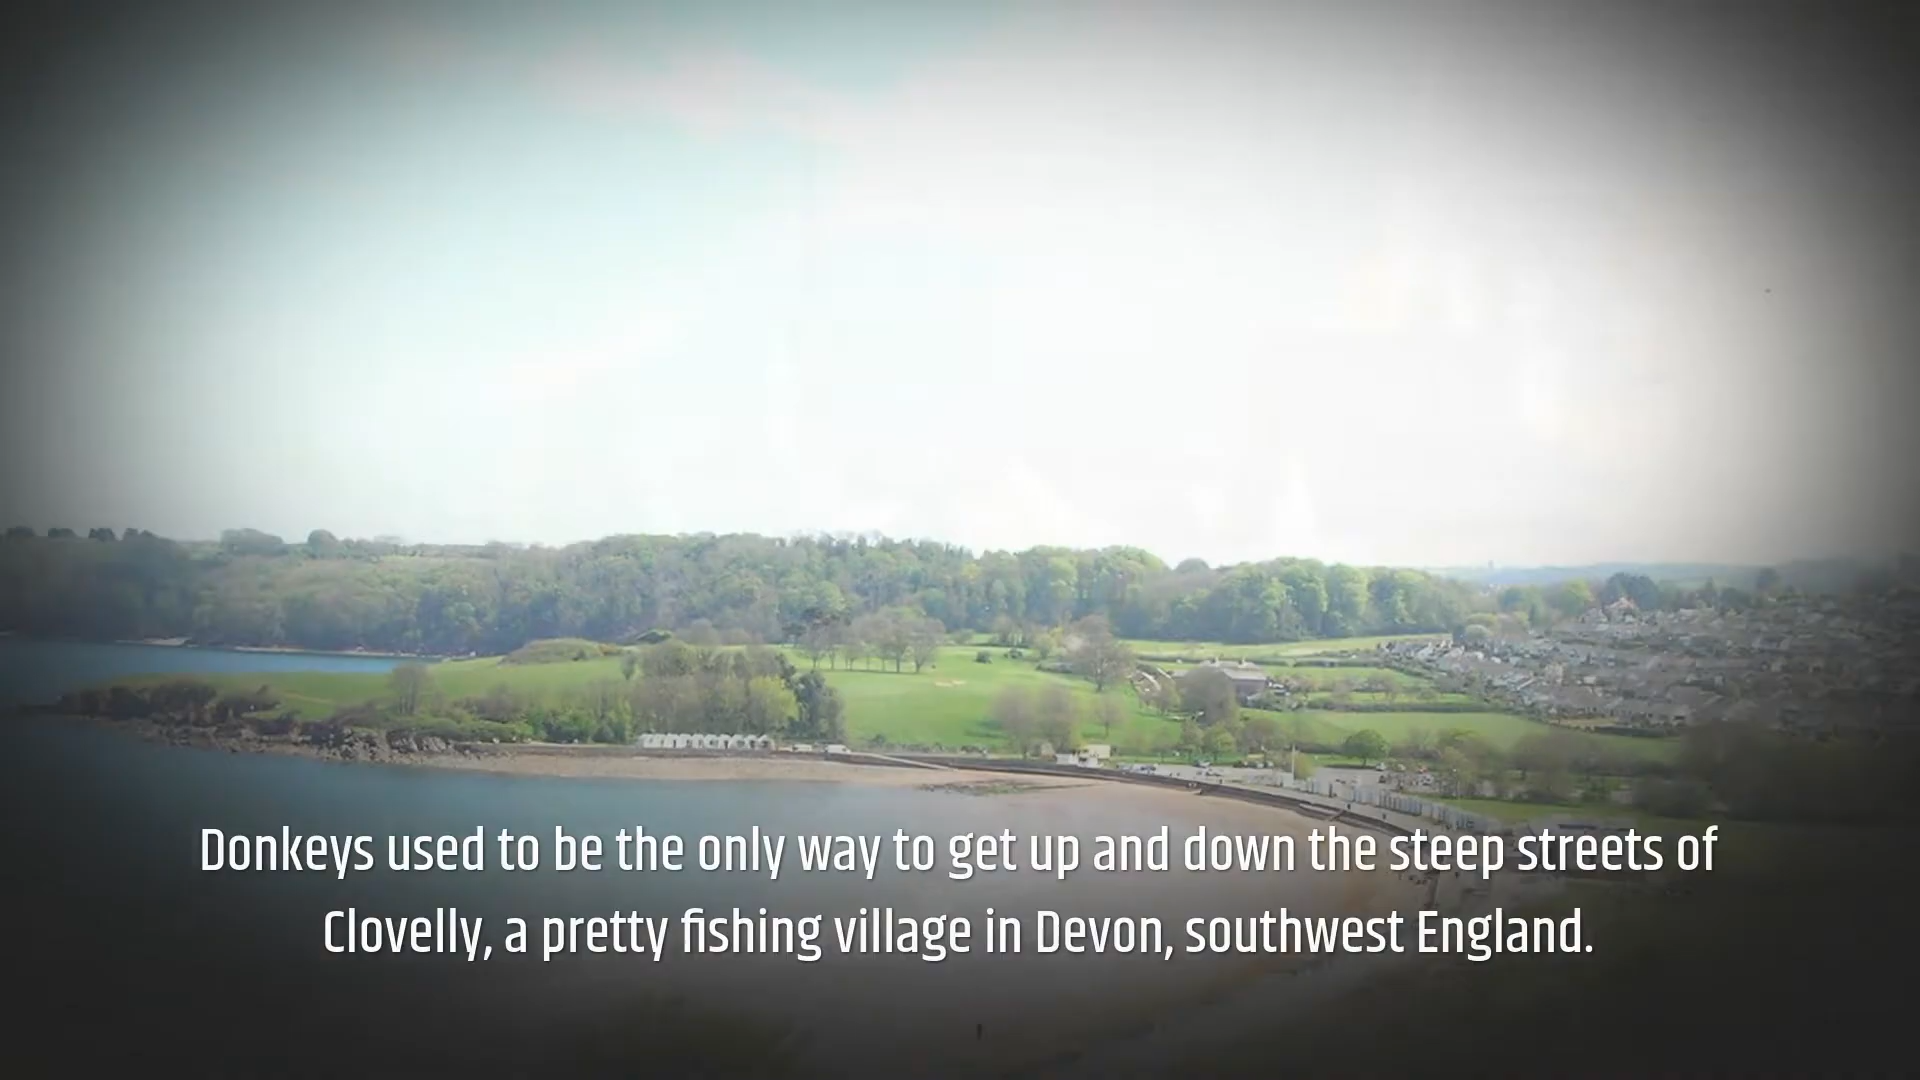 Donkeys used to be the only way to get up and down the steep streets of
Clovelly, a pretty fishing village in Devon, southwest England.